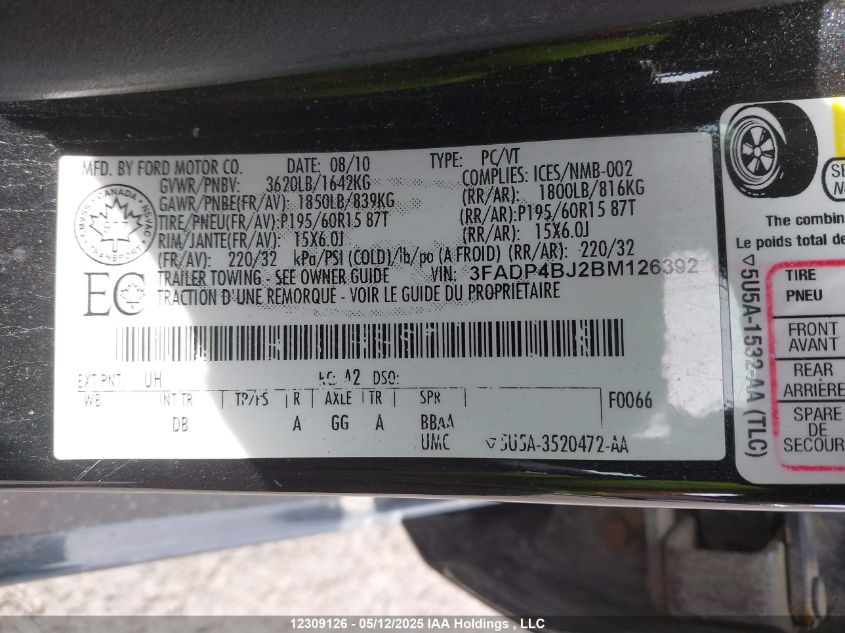 MFD. BY FORD MOTOR CO. DATE: 08/10 TYPE: PC/VT
GVWR/PNBV: 3620LB/1642KG COMPLIES: ICES/NMB-002
GAWR/PNBE(FR/AV): 1850LB/839KG (RR/AR): 1800LB/816KG
TIRE/PNEU(FR/AV): P195/60R15 87T (RR/AR): P195/60R15 87T
RIM/JANTE(FR/AV): 15X6.0J (RR/AR): 15X6.0J
(FR/AV): 220/32 kPa/PSI (COLD)/lb/po (A FROID) (RR/AR): 220/32
TRAILER TOWING - SEE OWNER GUIDE VIN: 3FADP4BJ2BM126392
TRACTION D'UNE REMORQUE - VOIR LE GUIDE DU PROPRIETAIRE
CANADA
TRANSPORT
EC
EXT PNT: UH RC: 42 DSO:
WB INT TR TP/PS R AXLE TR SPR F0066
DB A GG A BBAA
UMC ▽5U5A-3520472-AA
The combin
Le poids total de
TIRE
PNEU
FRONT
AVANT
REAR
ARRIÈRE
SPARE
DE
SECOUR
▽5U5A-1532-AA (TLC)
12309126 - 05/12/2025 IAA Holdings , LLC